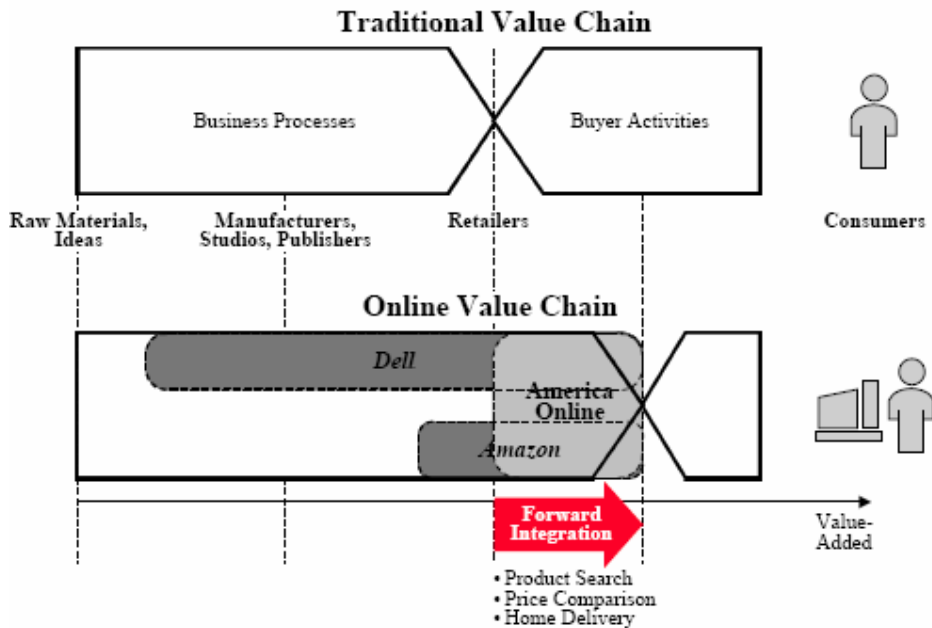 Traditional Value Chain
Business Processes
Buyer Activities
Raw Materials,
Ideas
Manufacturers,
Studios, Publishers
Retailers
Consumers
Online Value Chain
Dell
America
Online
Amazon
Forward
Integration
Value-
Added
• Product Search
• Price Comparison
• Home Delivery